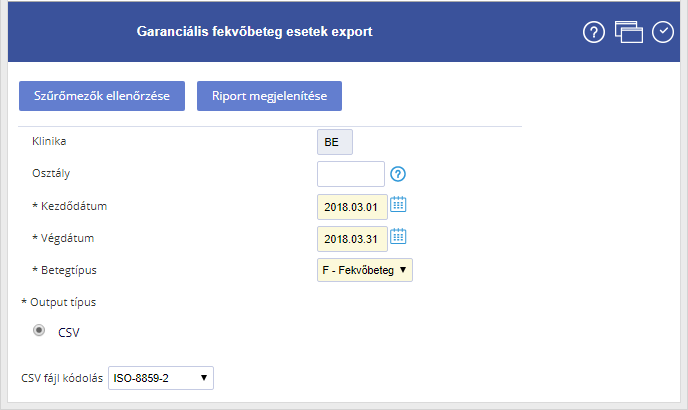 Garanciális fekvőbeteg esetek export
Szűrőmezők ellenőrzése Riport megjelenítése
Klinika BE
Osztály
* Kezdődátum 2018.03.01
* Végdátum 2018.03.31
* Betegtípus F - Fekvőbeteg
* Output típus
CSV
CSV fájl kódolás ISO-8859-2